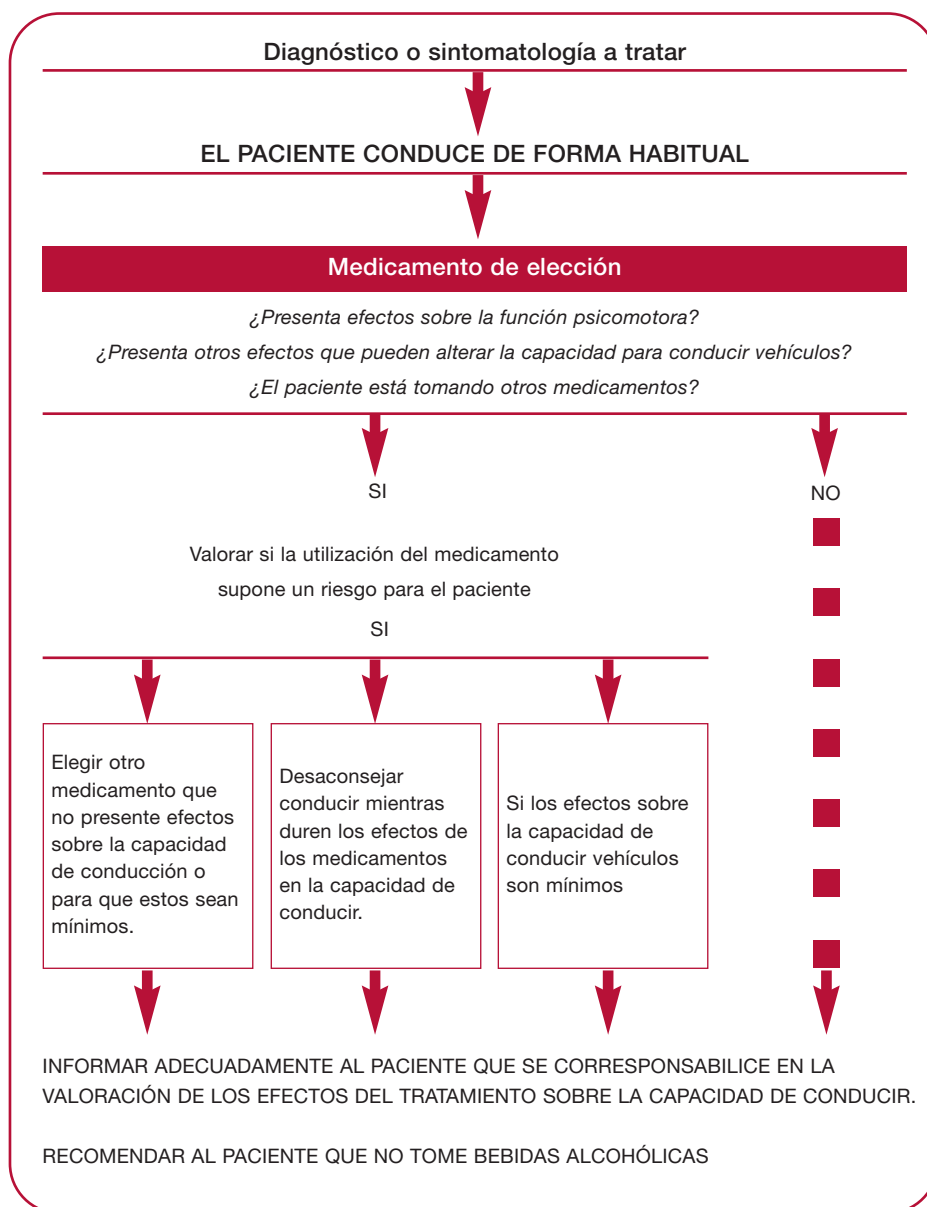 Diagnóstico o sintomatología a tratar
EL PACIENTE CONDUCE DE FORMA HABITUAL
Medicamento de elección
¿Presenta efectos sobre la función psicomotora?
¿Presenta otros efectos que pueden alterar la capacidad para conducir vehículos?
¿El paciente está tomando otros medicamentos?
SI
NO
Valorar si la utilización del medicamento
supone un riesgo para el paciente
SI
Elegir otro
medicamento que
no presente efectos
sobre la capacidad
de conducción o
para que estos sean
mínimos.
Desaconsejar
conducir mientras
duren los efectos de
los medicamentos
en la capacidad de
conducir.
Si los efectos sobre
la capacidad de
conducir vehículos
son mínimos
INFORMAR ADECUADAMENTE AL PACIENTE QUE SE CORRESPONSABILICE EN LA
VALORACIÓN DE LOS EFECTOS DEL TRATAMIENTO SOBRE LA CAPACIDAD DE CONDUCIR.
RECOMENDAR AL PACIENTE QUE NO TOME BEBIDAS ALCOHÓLICAS